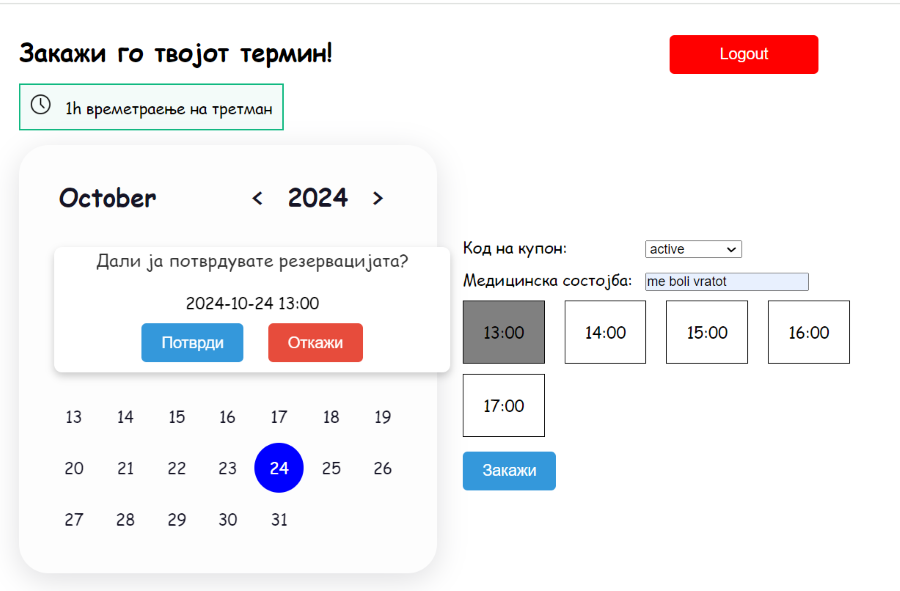 Закажи го твојот термин!
Logout
1h времетраење на третман
October < 2024 >
Дали ја потврдувате резервацијата?
2024-10-24 13:00
Потврди Откажи
13 14 15 16 17 18 19
20 21 22 23 24 25 26
27 28 29 30 31
Код на купон: active
Медицинска состојба: me boli vratot
13:00 14:00 15:00 16:00
17:00
Закажи